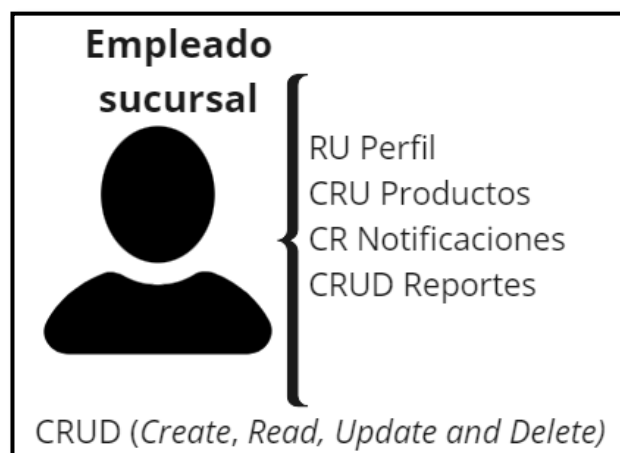 Empleado
sucursal
RU Perfil
CRU Productos
CR Notificaciones
CRUD Reportes
CRUD (Create, Read, Update and Delete)